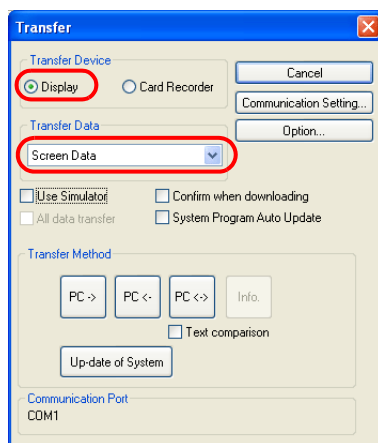 Transfer
Transfer Device
Display
Card Recorder
Cancel
Communication Setting...
Transfer Data
Option...
Screen Data
Use Simulator
Confirm when downloading
All data transfer
System Program Auto Update
Transfer Method
PC ->
PC <-
PC <->
Info.
Text comparison
Up-date of System
Communication Port
COM1